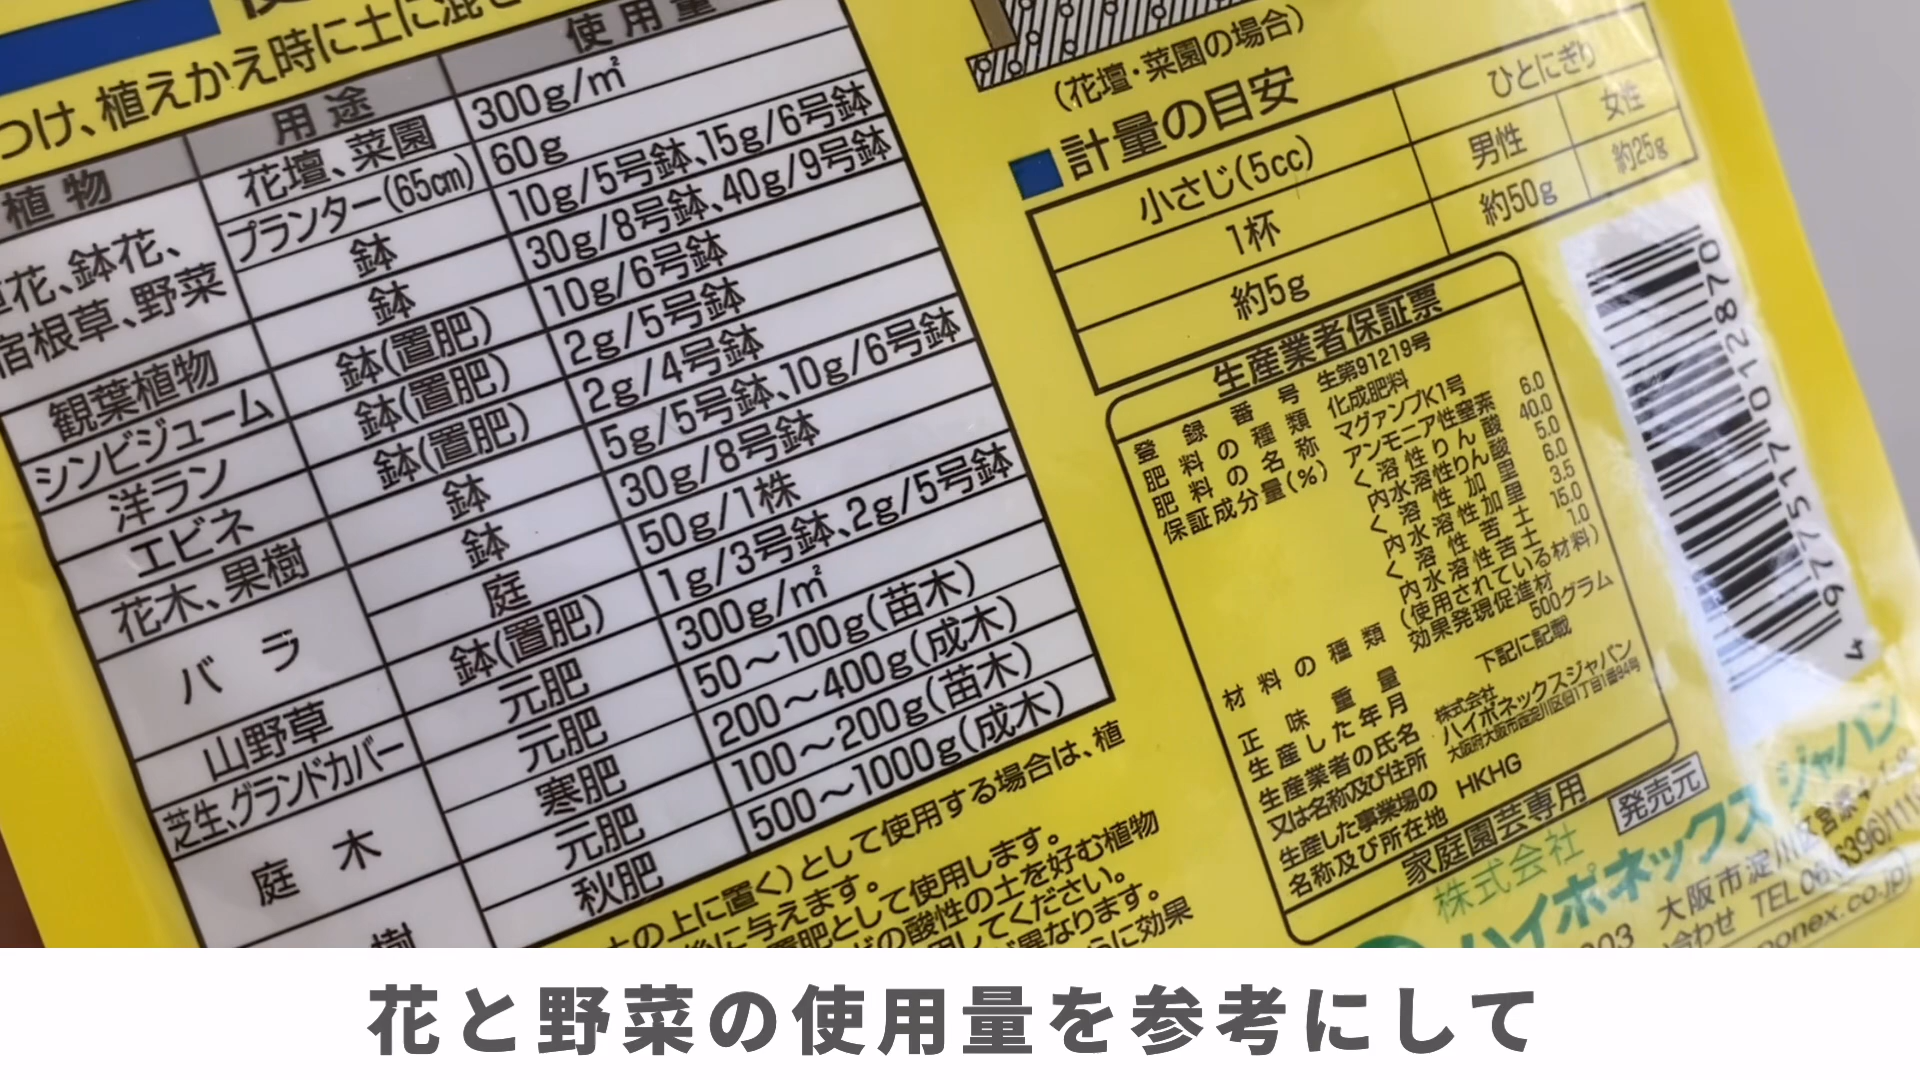 つけ、植えかえ時に土に混ぜ
植物
用途
使用量
花、鉢花、
宿根草、野菜
花壇、菜園
300g/㎡
プランター(65㎝)
60g
鉢
10g/5号鉢、15g/6号鉢
観葉植物
鉢
30g/8号鉢、40g/9号鉢
シンビジューム
鉢(置肥)
10g/6号鉢
洋ラン
鉢(置肥)
2g/5号鉢
エビネ
鉢(置肥)
2g/4号鉢
花木、果樹
鉢
5g/5号鉢、10g/6号鉢
バラ
鉢
30g/8号鉢
庭
50g/1株
山野草
鉢(置肥)
1g/3号鉢、2g/5号鉢
芝生、グランドカバー
元肥
300g/㎡
庭木
元肥
50～100g(苗木)
寒肥
200～400g(成木)
樹
元肥
100～200g(苗木)
秋肥
500～1000g(成木)
の上に置く)として使用する場合は、植
に与えます。
置肥として使用します。
の酸性の土を好む植物
してください。
異なります。
に効果
(花壇・菜園の場合)
計量の目安
小さじ(5cc)
1杯
ひとにぎり
男性
女性
約5g
約50g
約25g
生産業者保証票
登録番号 生第91219号
肥料の種類 化成肥料
肥料の名称 マグァンプK1号
保証成分量(%) アンモニア性窒素 6.0
く溶性りん酸 40.0
内水溶性りん酸 5.0
く溶性加里 6.0
内水溶性加里 3.5
く溶性苦土 15.0
内水溶性苦土 1.0
材料の種類 (使用されている材料)
効果発現促進材
正味重量 500グラム
生産した年月 下記に記載
生産業者の氏名
又は名称及び住所
株式会社
ハイポネックスジャパン
生産した事業場の
名称及び所在地
HKHG
家庭園芸専用
発売元
株式会社
ハイポネックスジャパン
大阪市淀川区宮原
合わせ TEL 06(6396)111
ponex.co.jp
4 977517 012870
花と野菜の使用量を参考にして